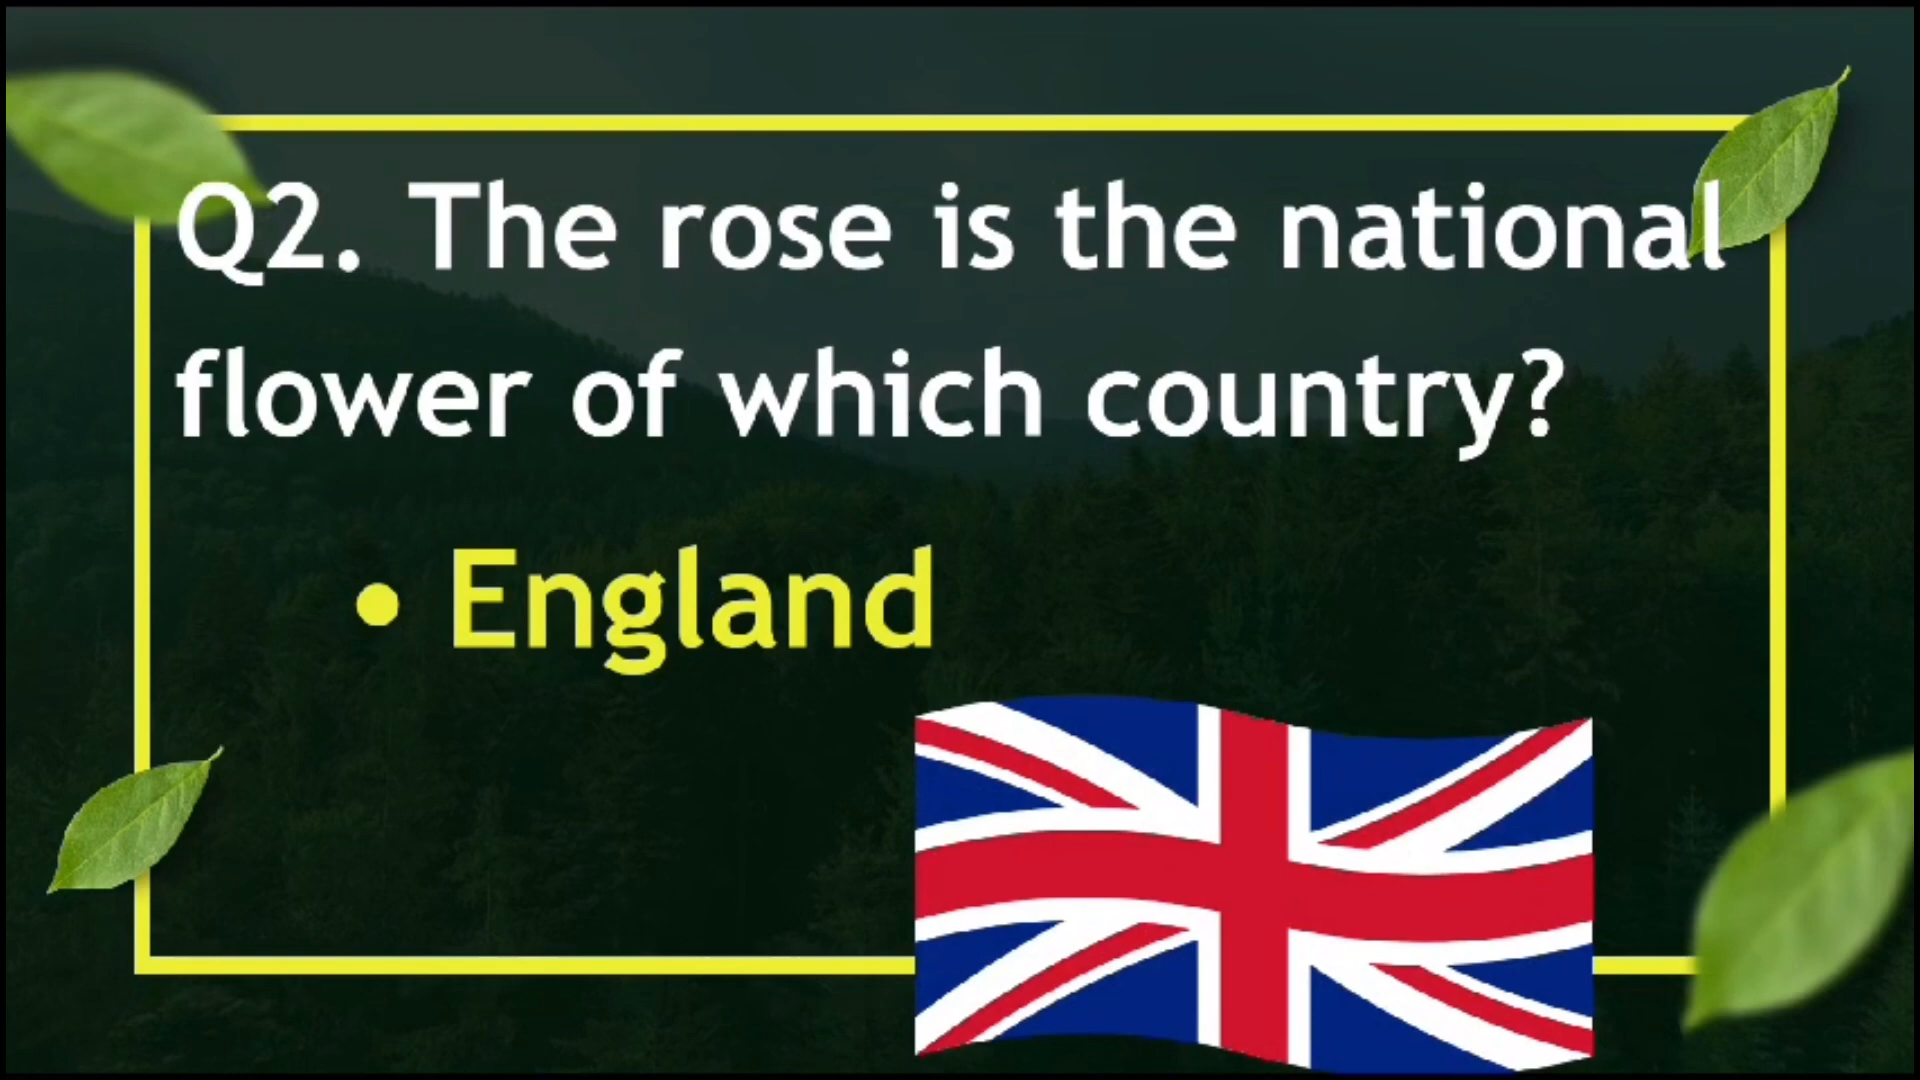 Q2. The rose is the national
flower of which country?
• England